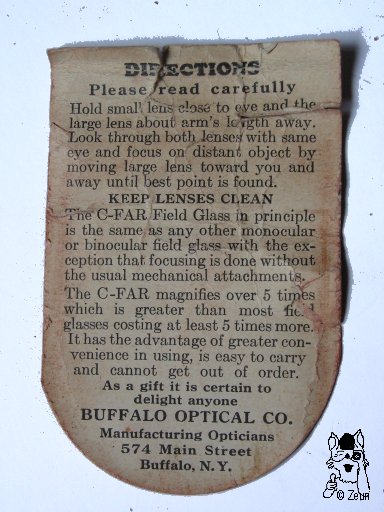 DIRECTIONS
Please read carefully
Hold small lens close to eye and the
large lens about arm's length away.
Look through both lenses with same
eye and focus on distant object by
moving large lens toward you and
away until best point is found.
KEEP LENSES CLEAN
The C-FAR Field Glass in principle
is the same as any other monocular
or binocular field glass with the ex-
ception that focusing is done without
the usual mechanical attachments.
The C-FAR magnifies over 5 times
which is greater than most field
glasses costing at least 5 times more.
It has the advantage of greater con-
venience in using, is easy to carry
and cannot get out of order.
As a gift it is certain to
delight anyone
BUFFALO OPTICAL CO.
Manufacturing Opticians
574 Main Street
Buffalo, N.Y.
© Zeun